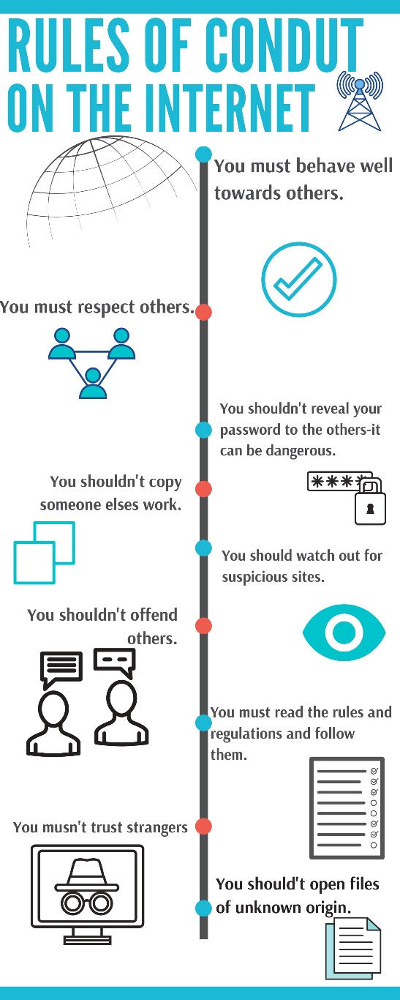 RULES OF CONDUT
ON THE INTERNET
You must behave well
towards others.
You must respect others.
You shouldn't reveal your
password to the others-it
can be dangerous.
You shouldn't copy
someone elses work.
You should watch out for
suspicious sites.
You shouldn't offend
others.
You must read the rules and
regulations and follow
them.
You musn't trust strangers
You should't open files
of unknown origin.